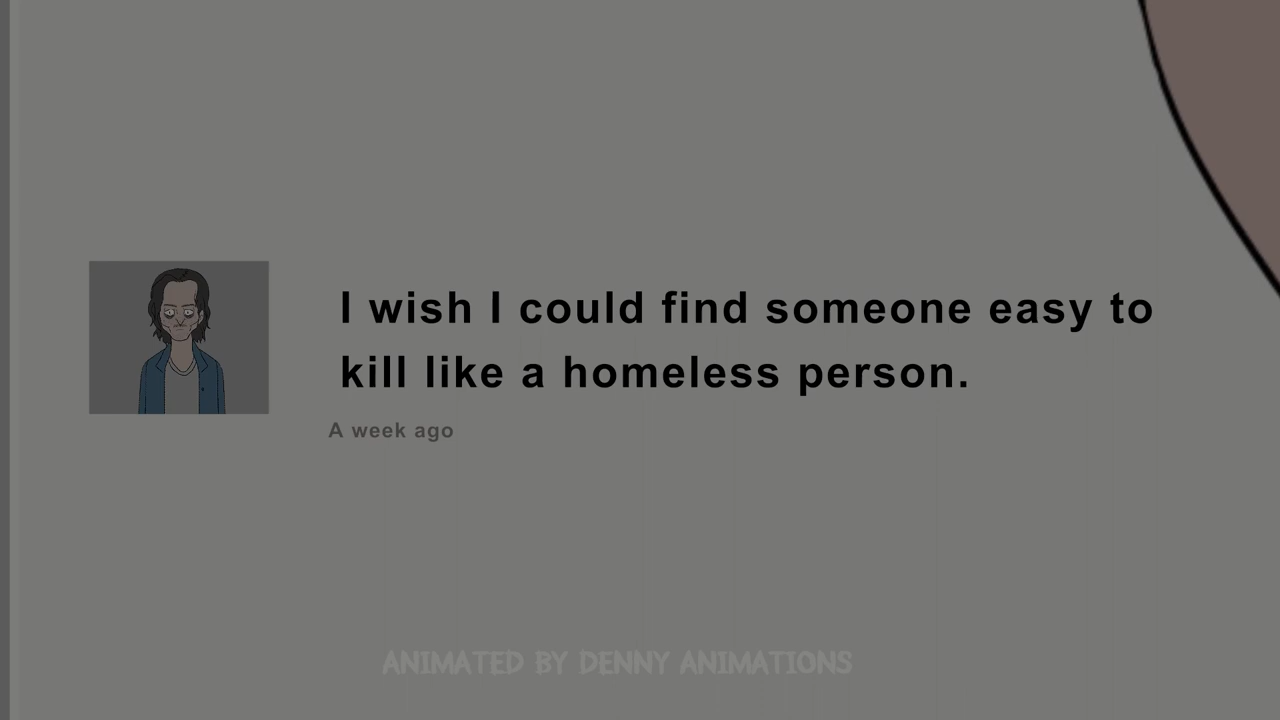 I wish I could find someone easy to
kill like a homeless person.
A week ago
ANIMATED BY DENNY ANIMATIONS